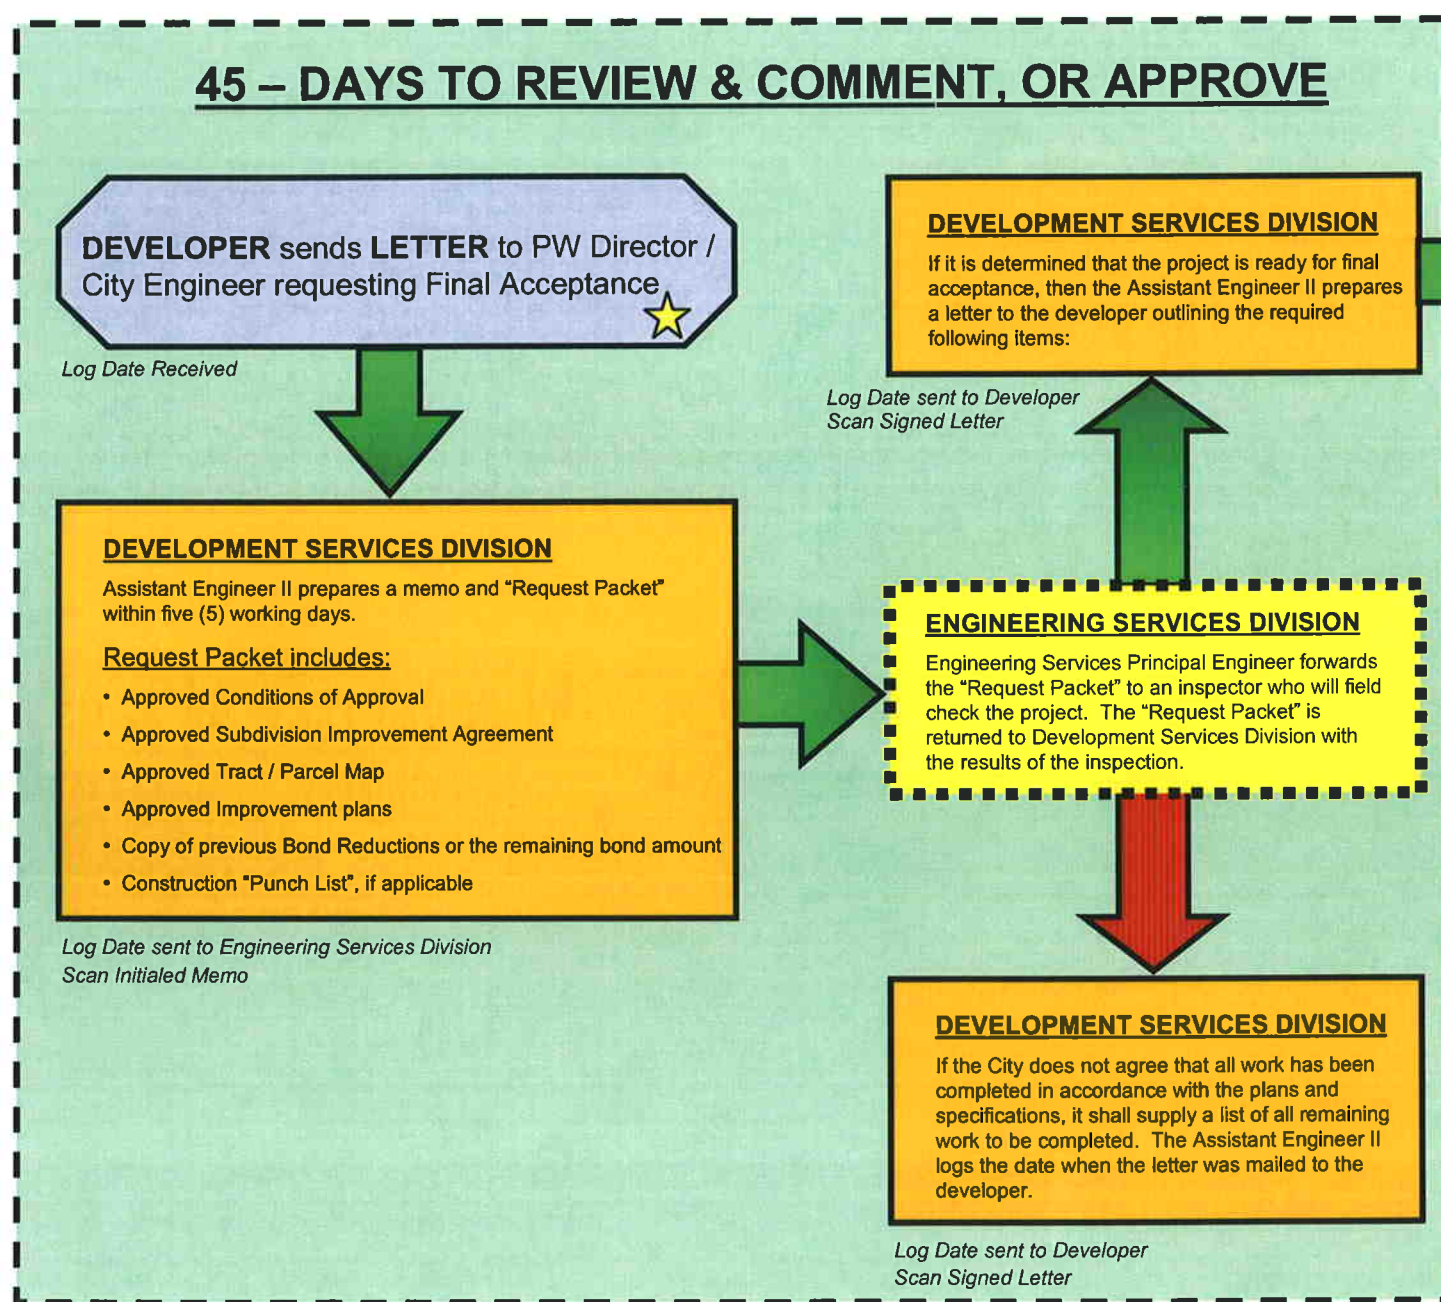 45 – DAYS TO REVIEW & COMMENT, OR APPROVE
DEVELOPER sends LETTER to PW Director /
City Engineer requesting Final Acceptance
Log Date Received
DEVELOPMENT SERVICES DIVISION
Assistant Engineer II prepares a memo and "Request Packet"
within five (5) working days.
Request Packet includes:
• Approved Conditions of Approval
• Approved Subdivision Improvement Agreement
• Approved Tract / Parcel Map
• Approved Improvement plans
• Copy of previous Bond Reductions or the remaining bond amount
• Construction "Punch List", if applicable
Log Date sent to Engineering Services Division
Scan Initialed Memo
DEVELOPMENT SERVICES DIVISION
If it is determined that the project is ready for final
acceptance, then the Assistant Engineer II prepares
a letter to the developer outlining the required
following items:
Log Date sent to Developer
Scan Signed Letter
ENGINEERING SERVICES DIVISION
Engineering Services Principal Engineer forwards
the "Request Packet" to an inspector who will field
check the project. The "Request Packet" is
returned to Development Services Division with
the results of the inspection.
DEVELOPMENT SERVICES DIVISION
If the City does not agree that all work has been
completed in accordance with the plans and
specifications, it shall supply a list of all remaining
work to be completed. The Assistant Engineer II
logs the date when the letter was mailed to the
developer.
Log Date sent to Developer
Scan Signed Letter